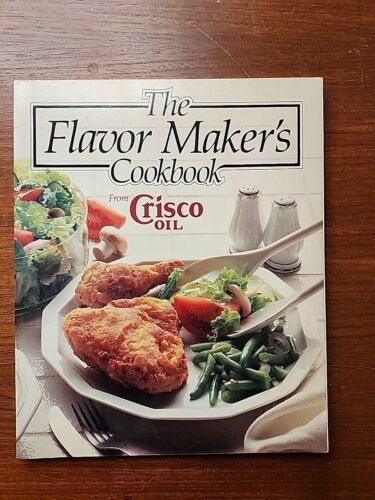 The
Flavor Maker's
Cookbook
From Crisco
OIL